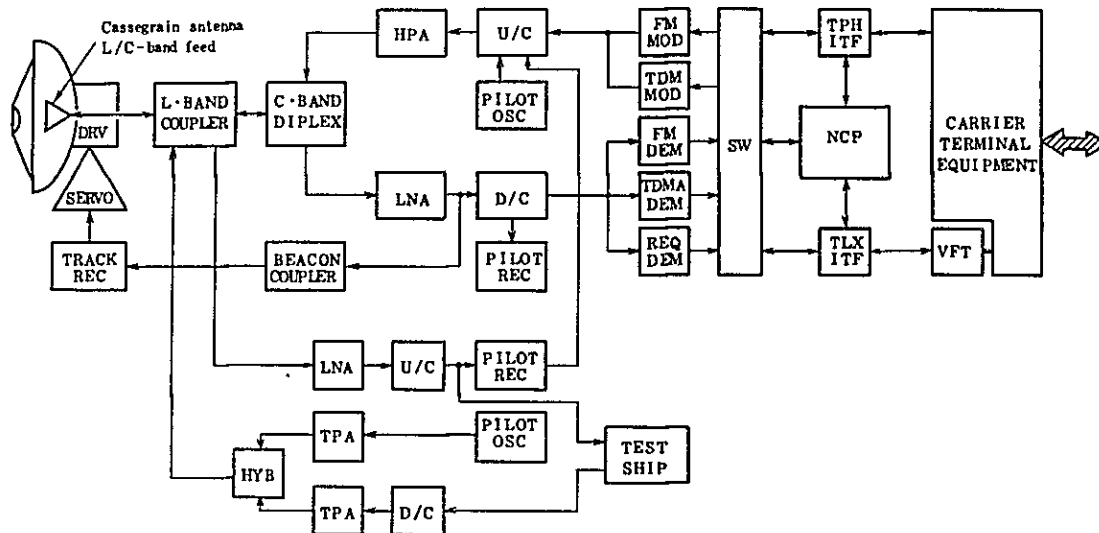 Cassegrain antenna
L/C-band feed
DRV
SERVO
TRACK
REC
L·BAND
COUPLER
C·BAND
DIPLEX
HPA
U/C
PILOT
OSC
LNA
D/C
PILOT
REC
BEACON
COUPLER
FM
MOD
TDM
MOD
FM
DEM
TDMA
DEM
REQ
DEM
SW
TPH
ITF
NCP
TLX
ITF
CARRIER
TERMINAL
EQUIPMENT
VFT
LNA
U/C
PILOT
REC
TPA
PILOT
OSC
HYB
TPA
D/C
TEST
SHIP